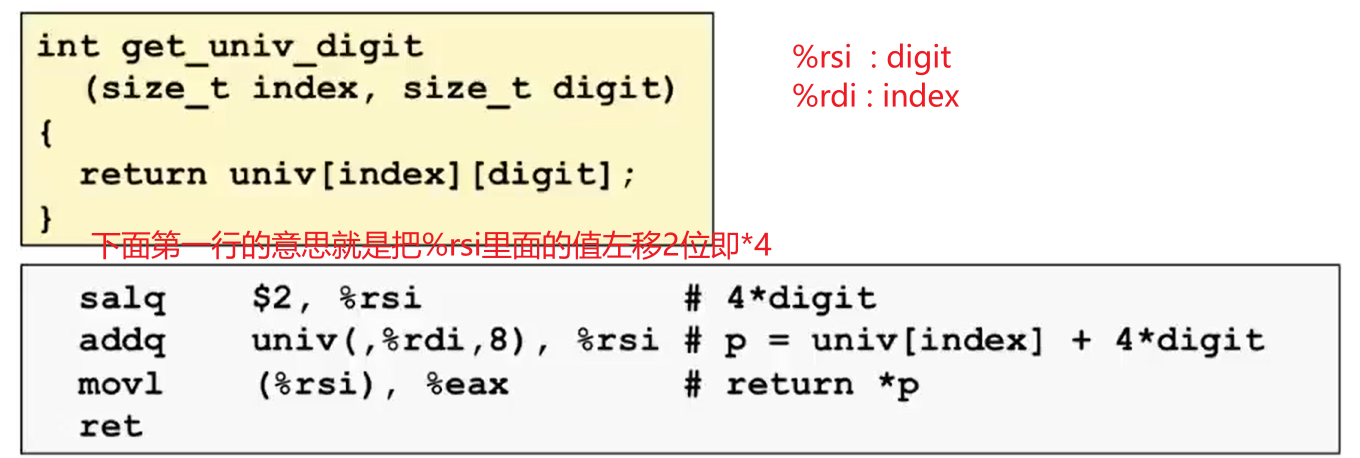 int get_univ_digit
(size_t index, size_t digit)
{
return univ[index][digit];
}
%rsi : digit
%rdi : index
下面第一行的意思就是把%rsi里面的值左移2位即*4
salq $2, %rsi # 4*digit
addq univ(,%rdi,8), %rsi # p = univ[index] + 4*digit
movl (%rsi), %eax # return *p
ret